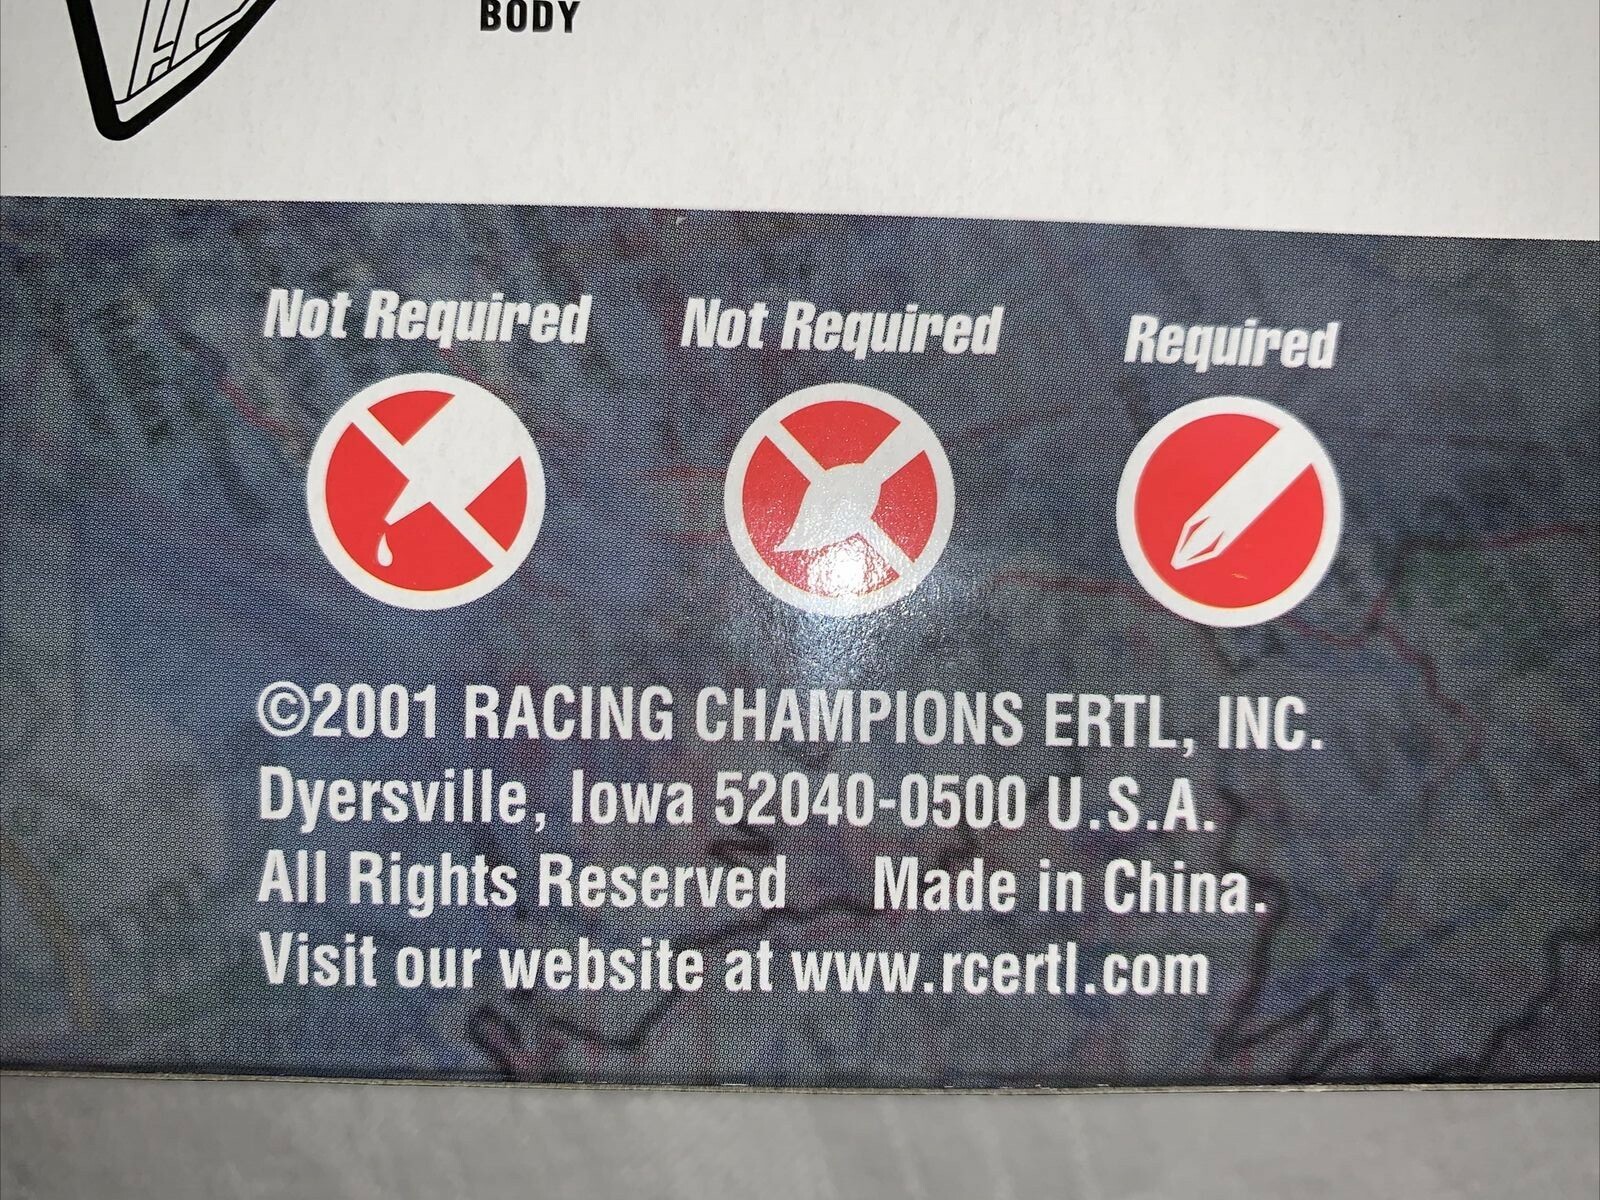 BODY
Not Required Not Required Required
©2001 RACING CHAMPIONS ERTL, INC.
Dyersville, Iowa 52040-0500 U.S.A.
All Rights Reserved Made in China.
Visit our website at www.rcertl.com